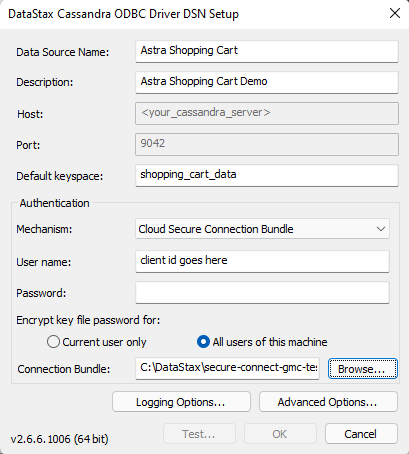 DataStax Cassandra ODBC Driver DSN Setup
Data Source Name: Astra Shopping Cart
Description: Astra Shopping Cart Demo
Host: <your_cassandra_server>
Port: 9042
Default keyspace: shopping_cart_data
Authentication
Mechanism: Cloud Secure Connection Bundle
User name: client id goes here
Password:
Encrypt key file password for:
Current user only All users of this machine
Connection Bundle: C:\DataStax\secure-connect-gmc-te Browse...
Logging Options... Advanced Options...
v2.6.6.1006 (64 bit) Test... OK Cancel